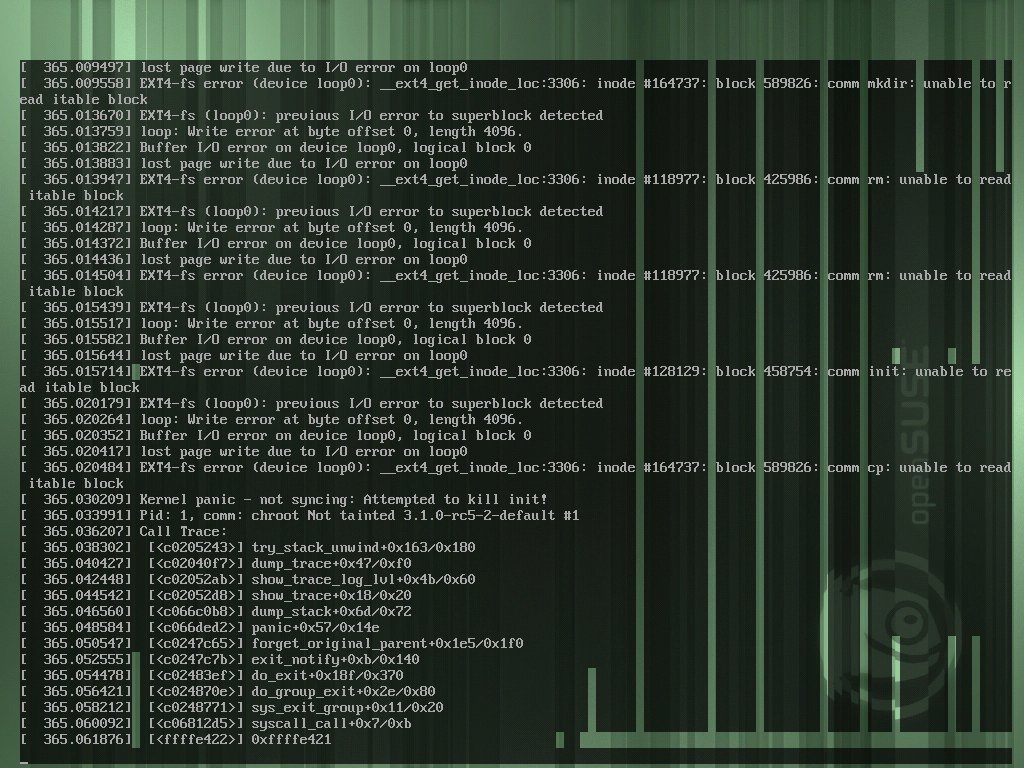 [  365.009497] lost page write due to I/O error on loop0
[  365.009558] EXT4-fs error (device loop0): __ext4_get_inode_loc:3306: inode #164737: block 589826: comm mkdir: unable to r
ead itable block
[  365.013670] EXT4-fs (loop0): previous I/O error to superblock detected
[  365.013759] loop: Write error at byte offset 0, length 4096.
[  365.013822] Buffer I/O error on device loop0, logical block 0
[  365.013883] lost page write due to I/O error on loop0
[  365.013947] EXT4-fs error (device loop0): __ext4_get_inode_loc:3306: inode #118977: block 425986: comm rm: unable to read
 itable block
[  365.014217] EXT4-fs (loop0): previous I/O error to superblock detected
[  365.014287] loop: Write error at byte offset 0, length 4096.
[  365.014372] Buffer I/O error on device loop0, logical block 0
[  365.014436] lost page write due to I/O error on loop0
[  365.014504] EXT4-fs error (device loop0): __ext4_get_inode_loc:3306: inode #118977: block 425986: comm rm: unable to read
 itable block
[  365.015439] EXT4-fs (loop0): previous I/O error to superblock detected
[  365.015517] loop: Write error at byte offset 0, length 4096.
[  365.015582] Buffer I/O error on device loop0, logical block 0
[  365.015644] lost page write due to I/O error on loop0
[  365.015714] EXT4-fs error (device loop0): __ext4_get_inode_loc:3306: inode #128129: block 458754: comm init: unable to re
ad itable block
[  365.020179] EXT4-fs (loop0): previous I/O error to superblock detected
[  365.020264] loop: Write error at byte offset 0, length 4096.
[  365.020352] Buffer I/O error on device loop0, logical block 0
[  365.020417] lost page write due to I/O error on loop0
[  365.020484] EXT4-fs error (device loop0): __ext4_get_inode_loc:3306: inode #164737: block 589826: comm cp: unable to read
 itable block
[  365.030209] Kernel panic - not syncing: Attempted to kill init!
[  365.033991] Pid: 1, comm: chroot Not tainted 3.1.0-rc5-2-default #1
[  365.036207] Call Trace:
[  365.038302]  [<c0205243>] try_stack_unwind+0x163/0x180
[  365.040427]  [<c02040f7>] dump_trace+0x47/0xf0
[  365.042448]  [<c02052ab>] show_trace_log_lvl+0x4b/0x60
[  365.044542]  [<c02052d8>] show_trace+0x18/0x20
[  365.046560]  [<c066c0b8>] dump_stack+0x6d/0x72
[  365.048584]  [<c066ded2>] panic+0x57/0x14e
[  365.050547]  [<c0247c65>] forget_original_parent+0x1e5/0x1f0
[  365.052555]  [<c0247c7b>] exit_notify+0xb/0x140
[  365.054478]  [<c02483ef>] do_exit+0x18f/0x370
[  365.056421]  [<c024870e>] do_group_exit+0x2e/0x80
[  365.058212]  [<c0248771>] sys_exit_group+0x11/0x20
[  365.060092]  [<c06812d5>] syscall_call+0x7/0xb
[  365.061876]  [<ffffe422>] 0xffffe421
openSUSE